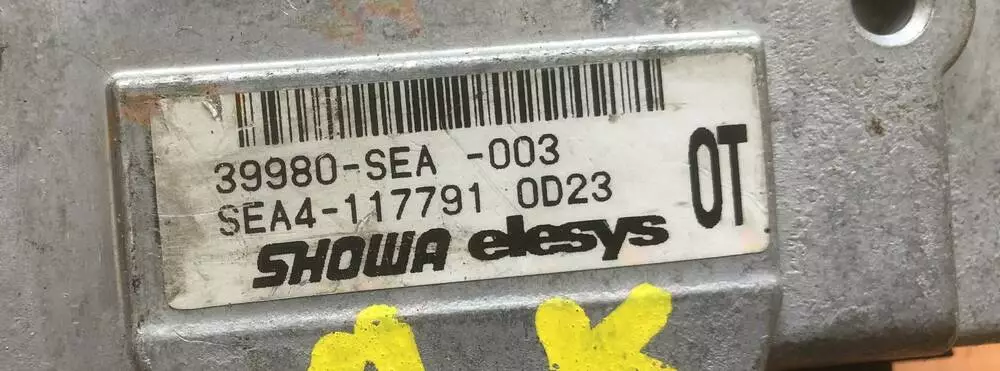 39980-SEA -003
SEA4-117791 0D23
OT
SHOWA elesys